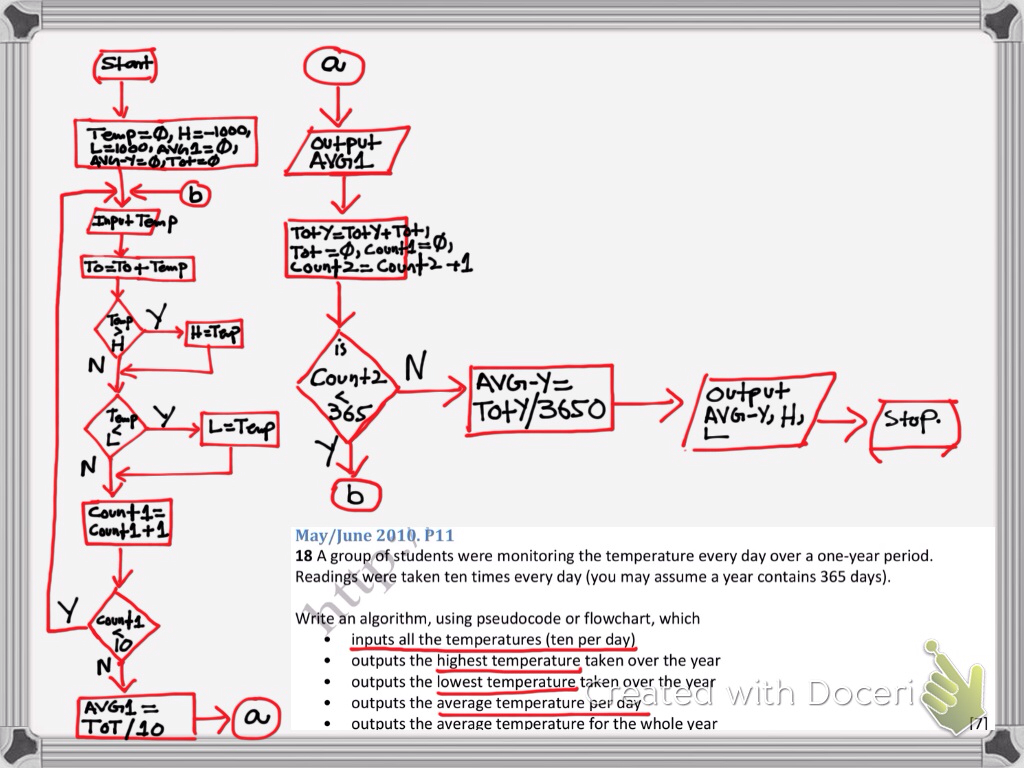 Start
Temp=Ø, H=-1000,
L=1000, AVG1=Ø,
AVG-Y=Ø, Tot=Ø
b
Input Temp
To=To+Temp
Temp
>
H
Y
H=Temp
N
Temp
<
L
Y
L=Temp
N
Count1=
Count1+1
Count1
<
10
Y
N
AVG1=
TOT/10
a
a
Output
AVG1
TotY=TotY+Tot,
Tot=Ø, Count1=Ø,
Count2=Count2+1
is
Count2
<
365
N
Y
b
AVG-Y=
TotY/3650
Output
AVG-Y, H,
L
Stop.
May/June 2010. P11
18 A group of students were monitoring the temperature every day over a one-year period.
Readings were taken ten times every day (you may assume a year contains 365 days).
Write an algorithm, using pseudocode or flowchart, which
• inputs all the temperatures (ten per day)
• outputs the highest temperature taken over the year
• outputs the lowest temperature taken over the year
• outputs the average temperature per day
• outputs the average temperature for the whole year
[7]
http:/
Created with Doceri